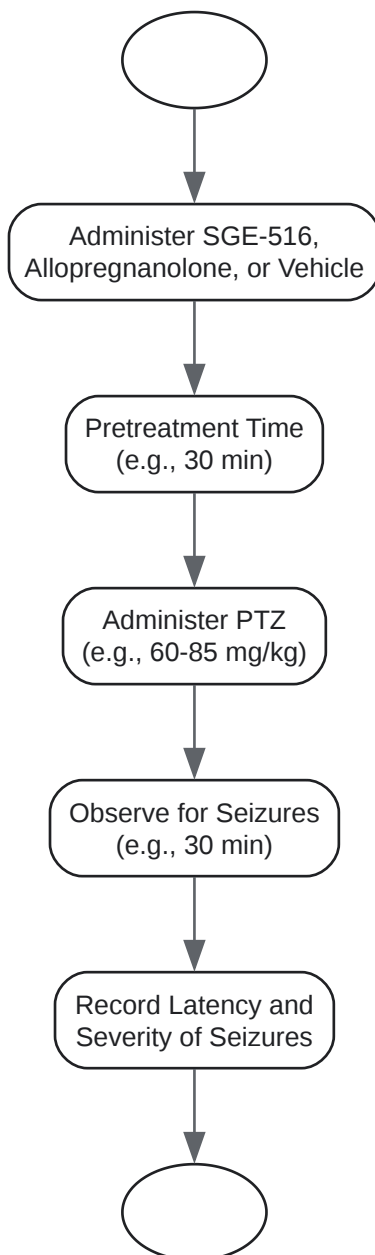 Administer SGE-516,
Allopregnanolone, or Vehicle
Pretreatment Time
(e.g., 30 min)
Administer PTZ
(e.g., 60-85 mg/kg)
Observe for Seizures
(e.g., 30 min)
Record Latency and
Severity of Seizures